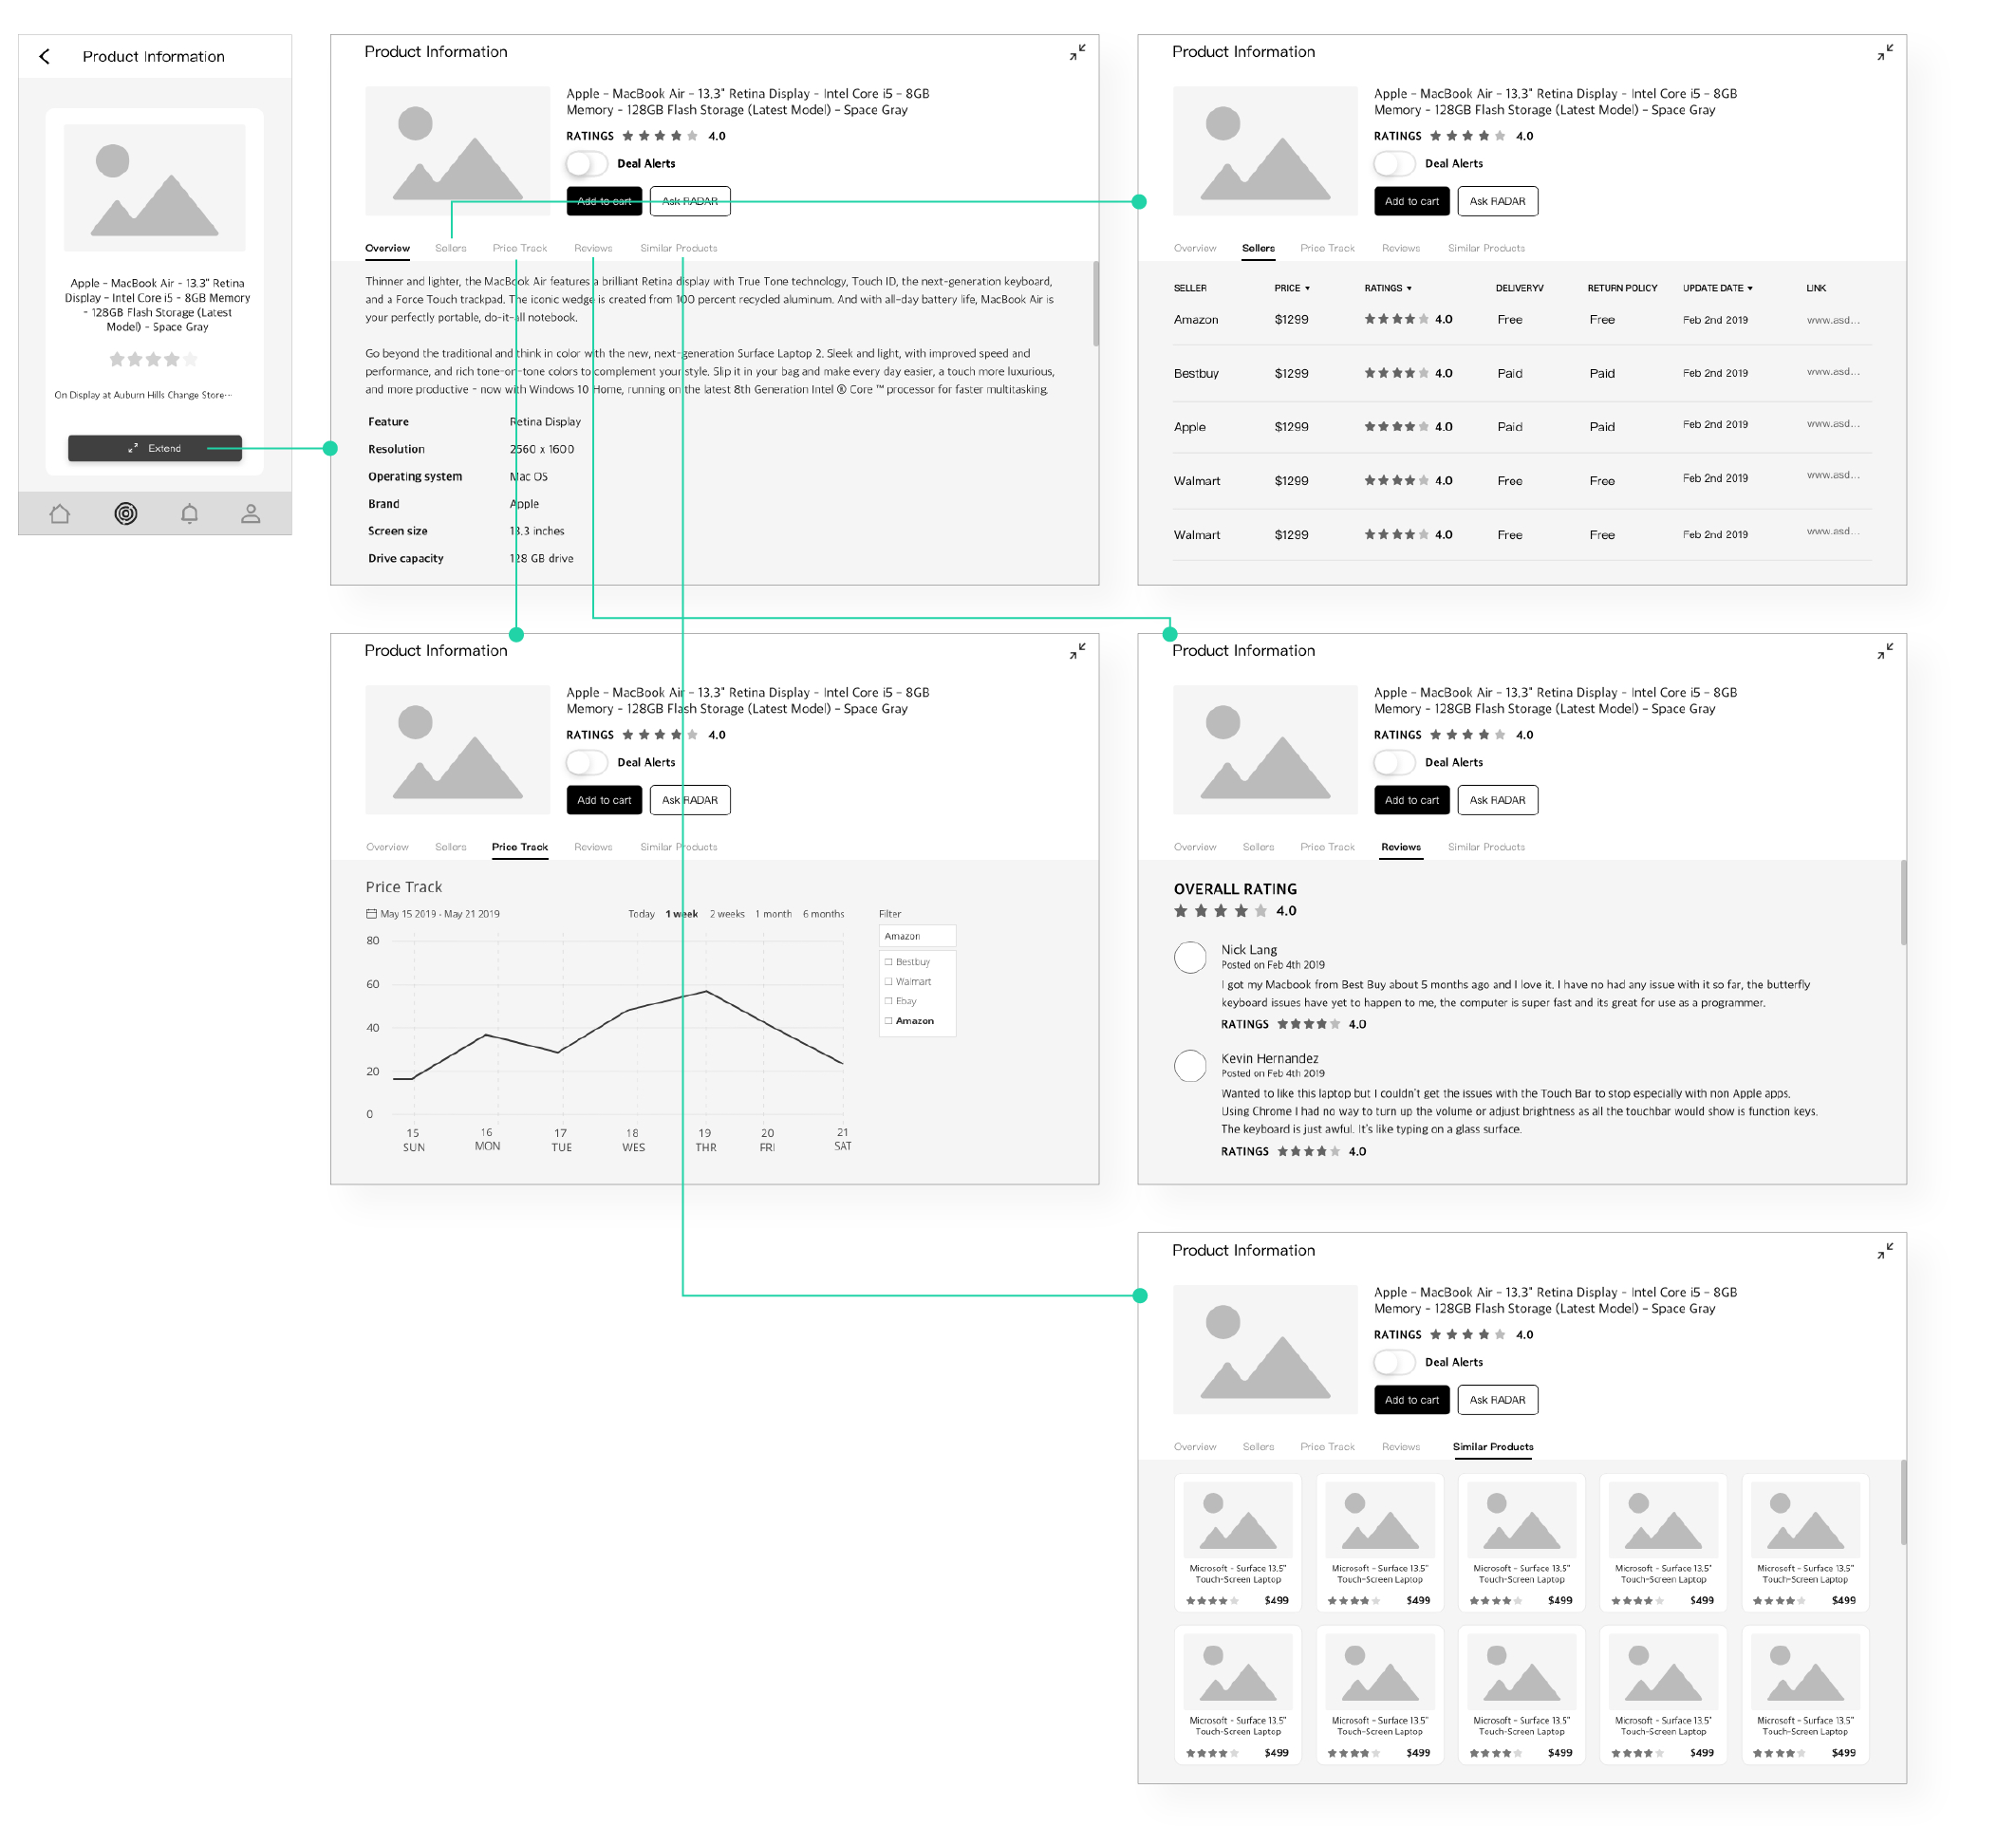 Product Information
Apple - MacBook Air - 13.3" Retina
Display - Intel Core i5 - 8GB Memory
- 128GB Flash Storage (Latest
Model) - Space Gray
On Display at Auburn Hills Change Store...
Extend
Product Information
Apple - MacBook Air - 13.3" Retina Display - Intel Core i5 - 8GB
Memory - 128GB Flash Storage (Latest Model) - Space Gray
RATINGS 4.0
Deal Alerts
Add to cart Ask RADAR
Overview Sellers Price Track Reviews Similar Products
Thinner and lighter, the MacBook Air features a brilliant Retina display with True Tone technology, Touch ID, the next-generation keyboard,
and a Force Touch trackpad. The iconic wedge is created from 100 percent recycled aluminum. And with all-day battery life, MacBook Air is
your perfectly portable, do-it-all notebook.
Go beyond the traditional and think in color with the new, next-generation Surface Laptop 2. Sleek and light, with improved speed and
performance, and rich tone-on-tone colors to complement your style. Slip it in your bag and make every day easier, a touch more luxurious,
and more productive - now with Windows 10 Home, running on the latest 8th Generation Intel ® Core ™ processor for faster multitasking.
Feature Retina Display
Resolution 2560 x 1600
Operating system Mac OS
Brand Apple
Screen size 13.3 inches
Drive capacity 128 GB drive
Product Information
Apple - MacBook Air - 13.3" Retina Display - Intel Core i5 - 8GB
Memory - 128GB Flash Storage (Latest Model) - Space Gray
RATINGS 4.0
Deal Alerts
Add to cart Ask RADAR
Overview Sellers Price Track Reviews Similar Products
SELLER PRICE RATINGS DELIVERYV RETURN POLICY UPDATE DATE LINK
Amazon $1299 4.0 Free Free Feb 2nd 2019 www.asd...
Bestbuy $1299 4.0 Paid Paid Feb 2nd 2019 www.asd...
Apple $1299 4.0 Paid Paid Feb 2nd 2019 www.asd...
Walmart $1299 4.0 Free Free Feb 2nd 2019 www.asd...
Walmart $1299 4.0 Free Free Feb 2nd 2019 www.asd...
Product Information
Apple - MacBook Air - 13.3" Retina Display - Intel Core i5 - 8GB
Memory - 128GB Flash Storage (Latest Model) - Space Gray
RATINGS 4.0
Deal Alerts
Add to cart Ask RADAR
Overview Sellers Price Track Reviews Similar Products
Price Track
May 15 2019 - May 21 2019 Today 1 week 2 weeks 1 month 6 months Filter
Amazon
Bestbuy
Walmart
Ebay
Amazon
80
60
40
20
0
15 16 17 18 19 20 21
SUN MON TUE WES THR FRI SAT
Product Information
Apple - MacBook Air - 13.3" Retina Display - Intel Core i5 - 8GB
Memory - 128GB Flash Storage (Latest Model) - Space Gray
RATINGS 4.0
Deal Alerts
Add to cart Ask RADAR
Overview Sellers Price Track Reviews Similar Products
OVERALL RATING
4.0
Nick Lang
Posted on Feb 4th 2019
I got my Macbook from Best Buy about 5 months ago and I love it. I have no had any issue with it so far, the butterfly
keyboard issues have yet to happen to me, the computer is super fast and its great for use as a programmer.
RATINGS 4.0
Kevin Hernandez
Posted on Feb 4th 2019
Wanted to like this laptop but I couldn't get the issues with the Touch Bar to stop especially with non Apple apps.
Using Chrome I had no way to turn up the volume or adjust brightness as all the touchbar would show is function keys.
The keyboard is just awful. It's like typing on a glass surface.
RATINGS 4.0
Product Information
Apple - MacBook Air - 13.3" Retina Display - Intel Core i5 - 8GB
Memory - 128GB Flash Storage (Latest Model) - Space Gray
RATINGS 4.0
Deal Alerts
Add to cart Ask RADAR
Overview Sellers Price Track Reviews Similar Products
Microsoft - Surface 13.5" Microsoft - Surface 13.5" Microsoft - Surface 13.5" Microsoft - Surface 13.5" Microsoft - Surface 13.5"
Touch-Screen Laptop Touch-Screen Laptop Touch-Screen Laptop Touch-Screen Laptop Touch-Screen Laptop
$499 $499 $499 $499 $499
Microsoft - Surface 13.5" Microsoft - Surface 13.5" Microsoft - Surface 13.5" Microsoft - Surface 13.5" Microsoft - Surface 13.5"
Touch-Screen Laptop Touch-Screen Laptop Touch-Screen Laptop Touch-Screen Laptop Touch-Screen Laptop
$499 $499 $499 $499 $499